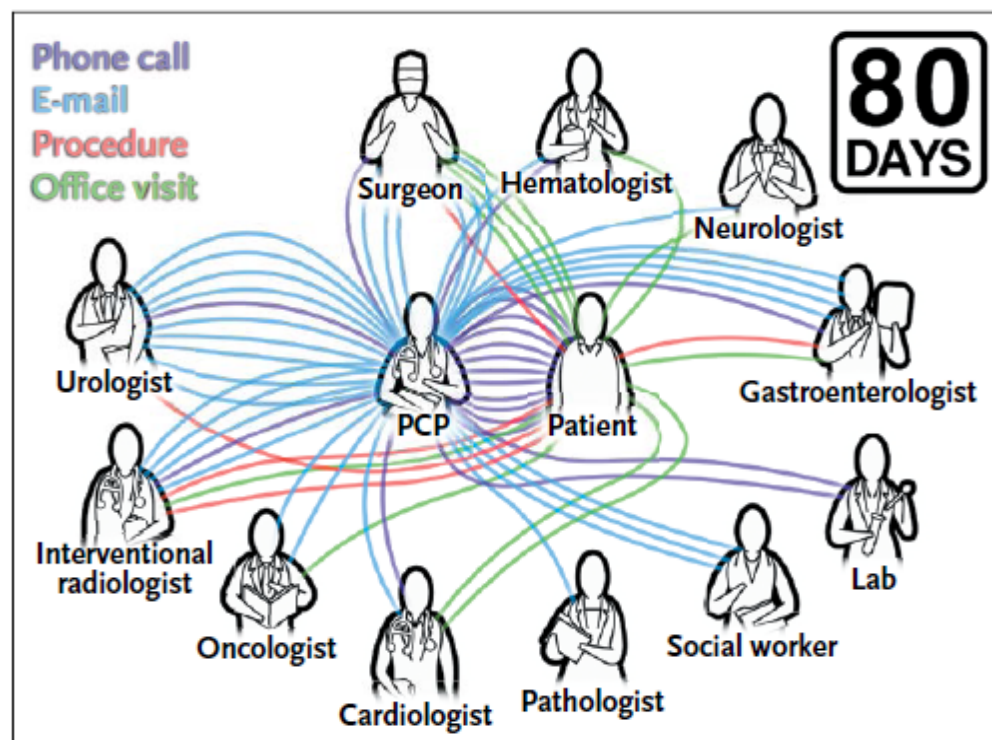 Phone call
E-mail
Procedure
Office visit
80
DAYS
Surgeon
Hematologist
Neurologist
Urologist
PCP
Patient
Gastroenterologist
Interventional
radiologist
Lab
Oncologist
Social worker
Cardiologist
Pathologist